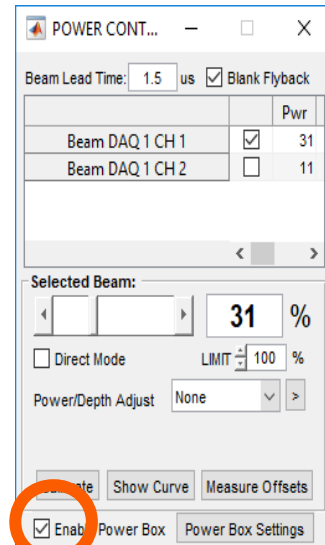 POWER CONT...
Beam Lead Time: 1.5 us Blank Flyback
Pwr
Beam DAQ 1 CH 1 31
Beam DAQ 1 CH 2 11
Selected Beam:
31 %
Direct Mode LIMIT 100 %
Power/Depth Adjust None >
Show Curve Measure Offsets
Power Box Power Box Settings